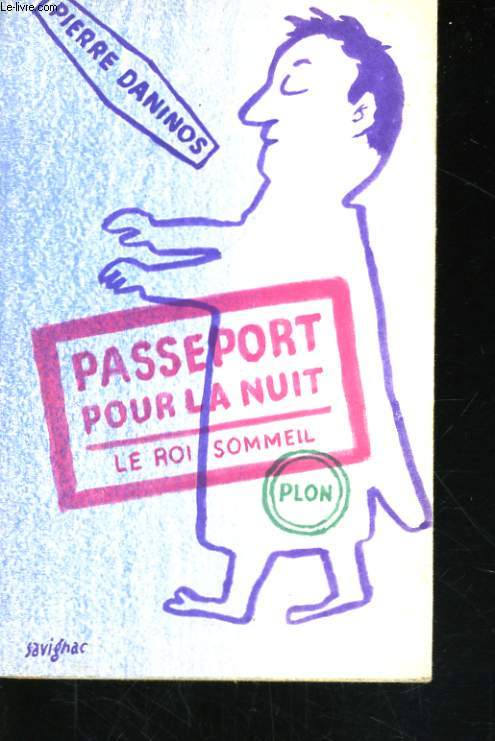 Le-livre.com
PIERRE DANINOS
PASSEPORT
POUR LA NUIT
LE ROI SOMMEIL
PLON
savignac